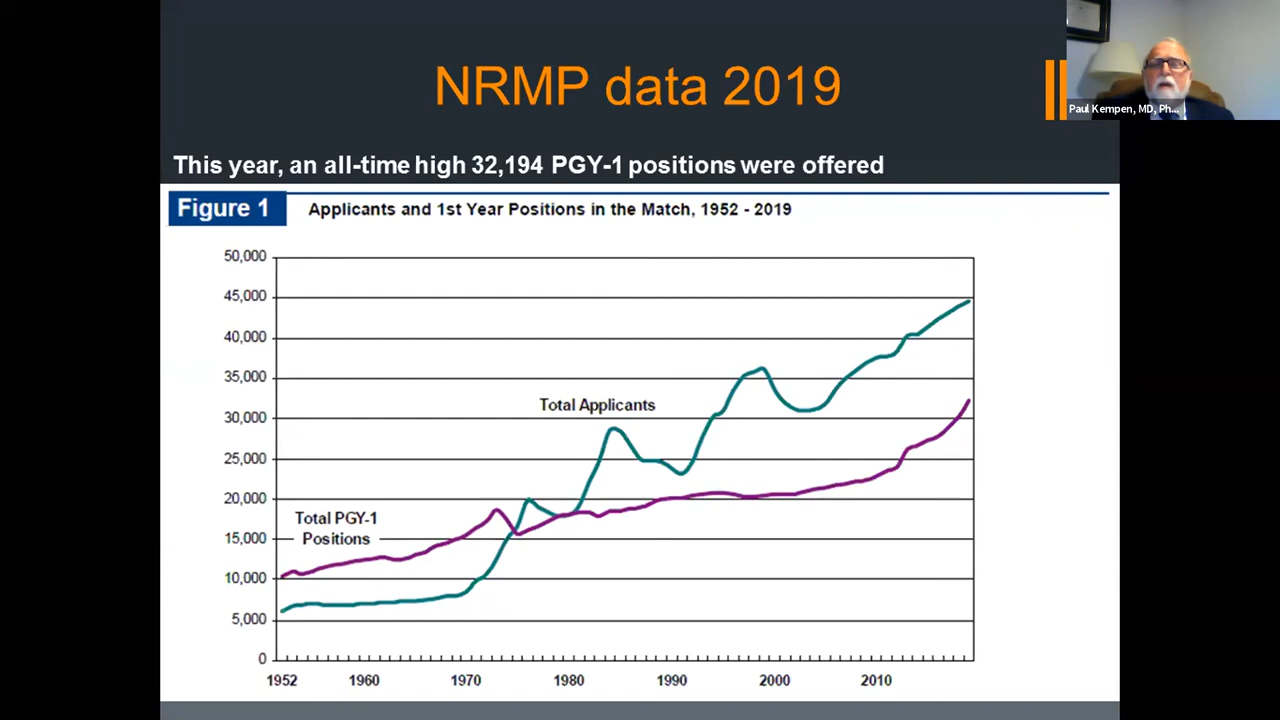 NRMP data 2019
Paul Kempen, MD, Ph...
This year, an all-time high 32,194 PGY-1 positions were offered
Figure 1 Applicants and 1st Year Positions in the Match, 1952 - 2019
50,000
45,000
40,000
35,000
Total Applicants
30,000
25,000
20,000
Total PGY-1
Positions
15,000
10,000
5,000
0
1952 1960 1970 1980 1990 2000 2010